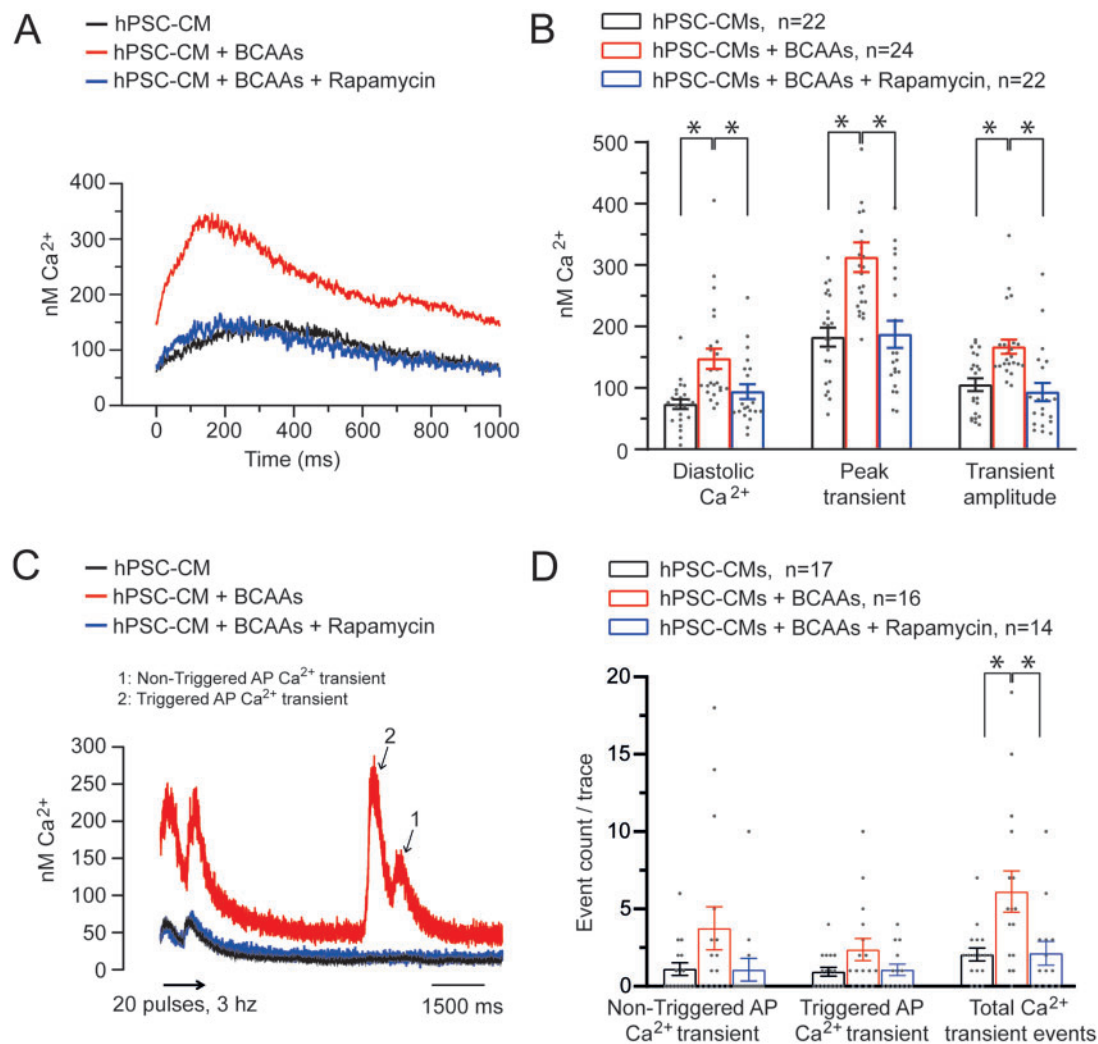 A
hPSC-CM
hPSC-CM + BCAAs
hPSC-CM + BCAAs + Rapamycin
nM Ca2+
400
300
200
100
0
0 200 400 600 800 1000
Time (ms)
B
hPSC-CMs, n=22
hPSC-CMs + BCAAs, n=24
hPSC-CMs + BCAAs + Rapamycin, n=22
* * * * * *
nM Ca2+
500
400
300
200
100
0
Diastolic Ca2+
Peak transient
Transient amplitude
C
hPSC-CM
hPSC-CM + BCAAs
hPSC-CM + BCAAs + Rapamycin
1: Non-Triggered AP Ca2+ transient
2: Triggered AP Ca2+ transient
nM Ca2+
300
250
200
150
100
50
0
2
1
20 pulses, 3 hz
1500 ms
D
hPSC-CMs, n=17
hPSC-CMs + BCAAs, n=16
hPSC-CMs + BCAAs + Rapamycin, n=14
* *
Event count / trace
20
15
10
5
0
Non-Triggered AP Ca2+ transient
Triggered AP Ca2+ transient
Total Ca2+ transient events